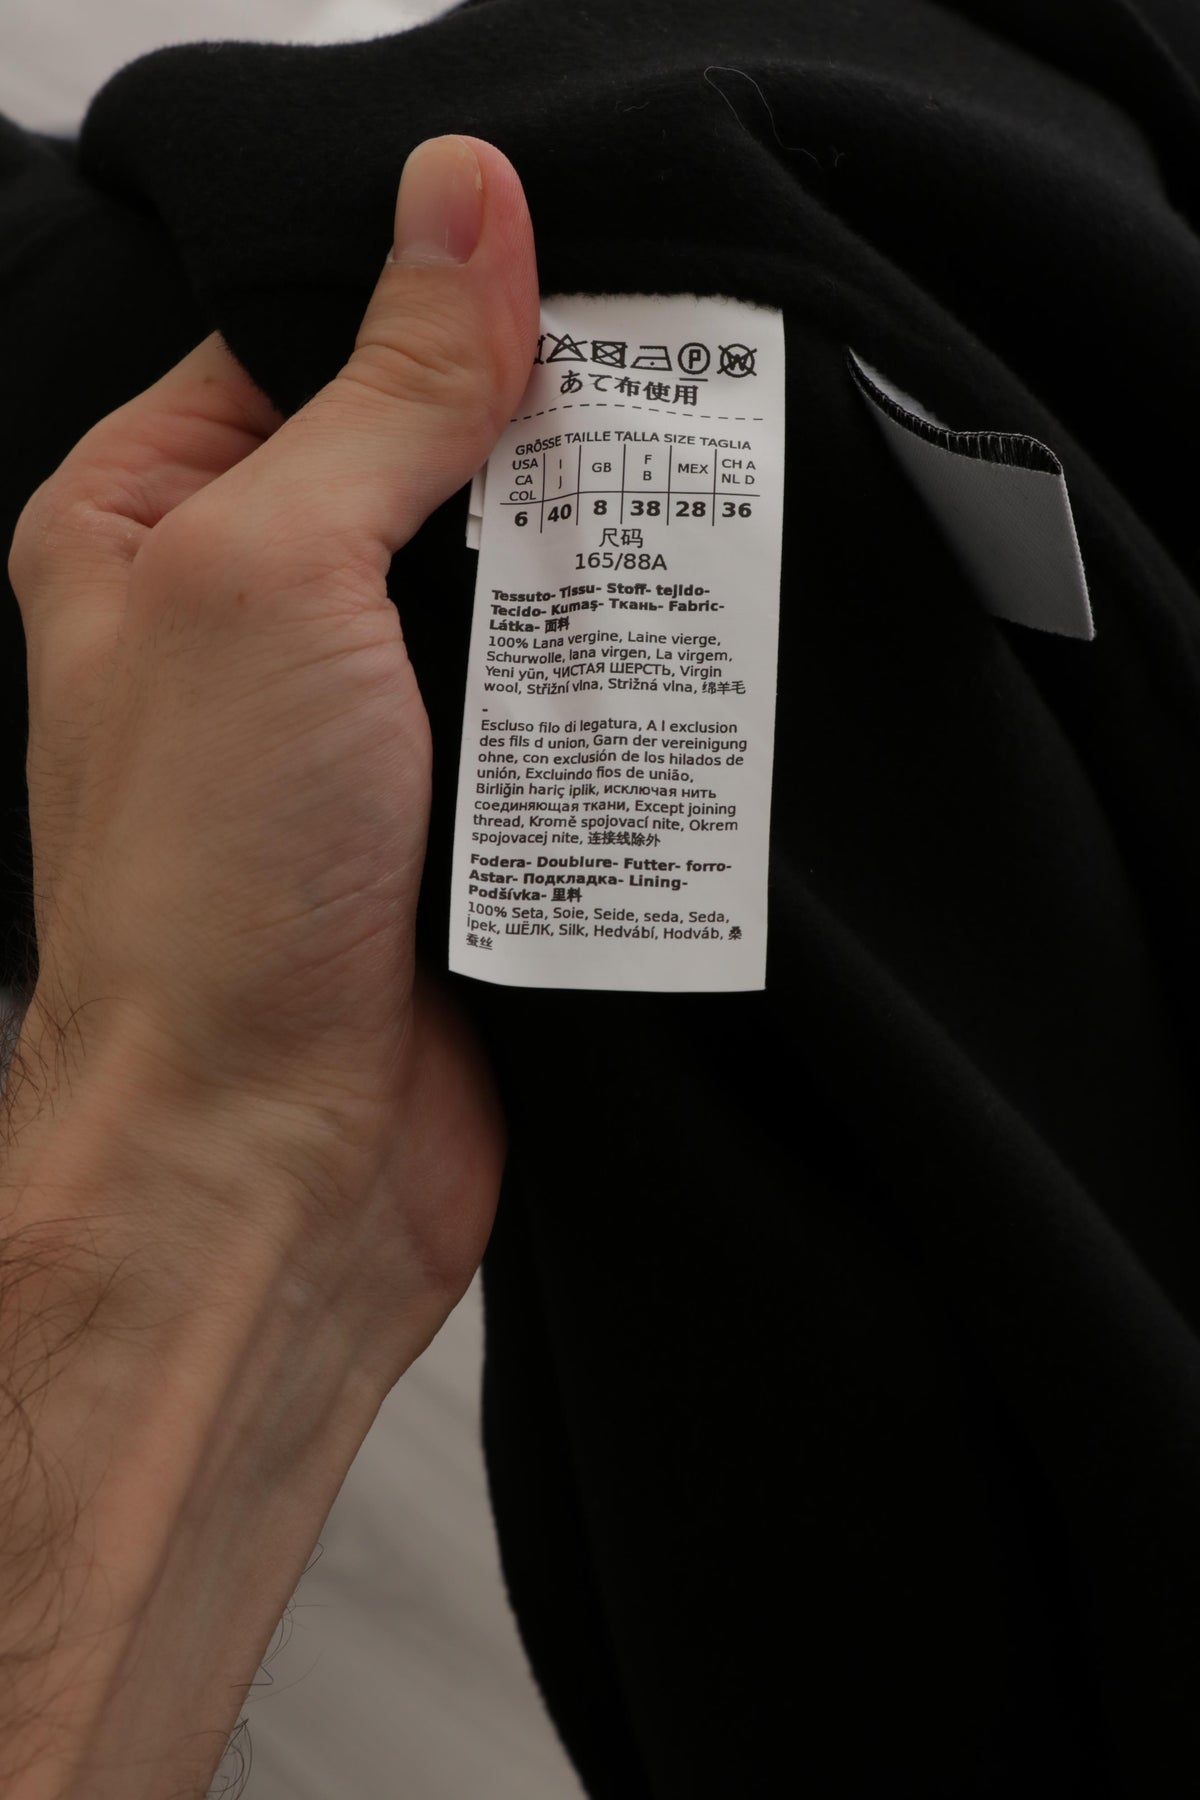 P W
あて布使用
GRÖSSE TAILLE TALLA SIZE TAGLIA
USA CA COL I J GB F B MEX CH A NL D
6 40 8 38 28 36
尺码
165/88A
Tessuto- Tissu- Stoff- tejido-
Tecido- Kumaş- Ткань- Fabric-
Látka- 面料
100% Lana vergine, Laine vierge,
Schurwolle, lana virgen, La virgem,
Yeni yün, ЧИСТАЯ ШЕРСТЬ, Virgin
wool, Střižní vlna, Strižná vlna, 绵羊毛
-
Escluso filo di legatura, A l exclusion
des fils d union, Garn der vereinigung
ohne, con exclusión de los hilados de
unión, Excluindo fios de união,
Birliğin hariç iplik, исключая нить
соединяющая ткани, Except joining
thread, Kromě spojovací nite, Okrem
spojovacej nite, 连接线除外
Fodera- Doublure- Futter- forro-
Astar- Подкладка- Lining-
Podšívka- 里料
100% Seta, Soie, Seide, seda, Seda,
İpek, ШЁЛК, Silk, Hedvábí, Hodváb, 桑
蚕丝